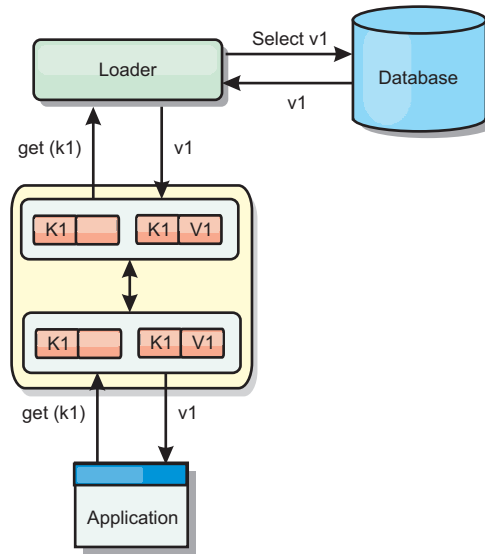 Select v1
Loader
Database
v1
get (k1)
v1
K1
K1 V1
K1
K1 V1
get (k1)
v1
Application